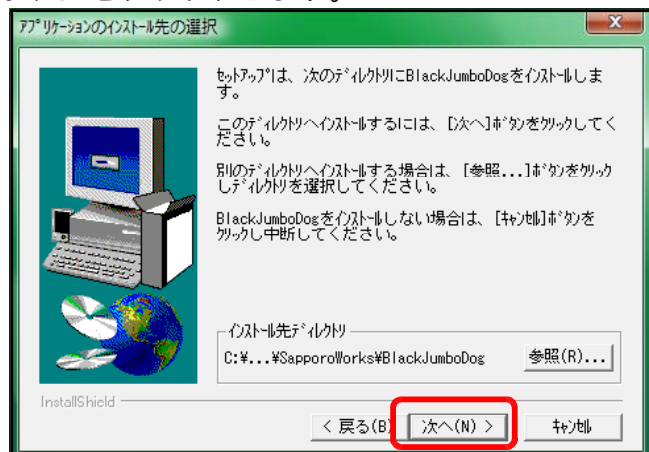 ｱﾌﾟﾘｹｰｼｮﾝのｲﾝｽﾄｰﾙ先の選択
ｾｯﾄｱｯﾌﾟは、次のﾃﾞｨﾚｸﾄﾘにBlackJumboDogをｲﾝｽﾄｰﾙしま
す。
このﾃﾞｨﾚｸﾄﾘへｲﾝｽﾄｰﾙするには、[次へ]ﾎﾞﾀﾝをｸﾘｯｸしてく
ださい。
別のﾃﾞｨﾚｸﾄﾘへｲﾝｽﾄｰﾙする場合は、[参照...]ﾎﾞﾀﾝをｸﾘｯｸ
しﾃﾞｨﾚｸﾄﾘを選択してください。
BlackJumboDogをｲﾝｽﾄｰﾙしない場合は、[ｷｬﾝｾﾙ]ﾎﾞﾀﾝを
ｸﾘｯｸし中断してください。
ｲﾝｽﾄｰﾙ先ﾃﾞｨﾚｸﾄﾘ
C:¥...¥SapporoWorks¥BlackJumboDog 参照(R)...
InstallShield
< 戻る(B) 次へ(N) > ｷｬﾝｾﾙ